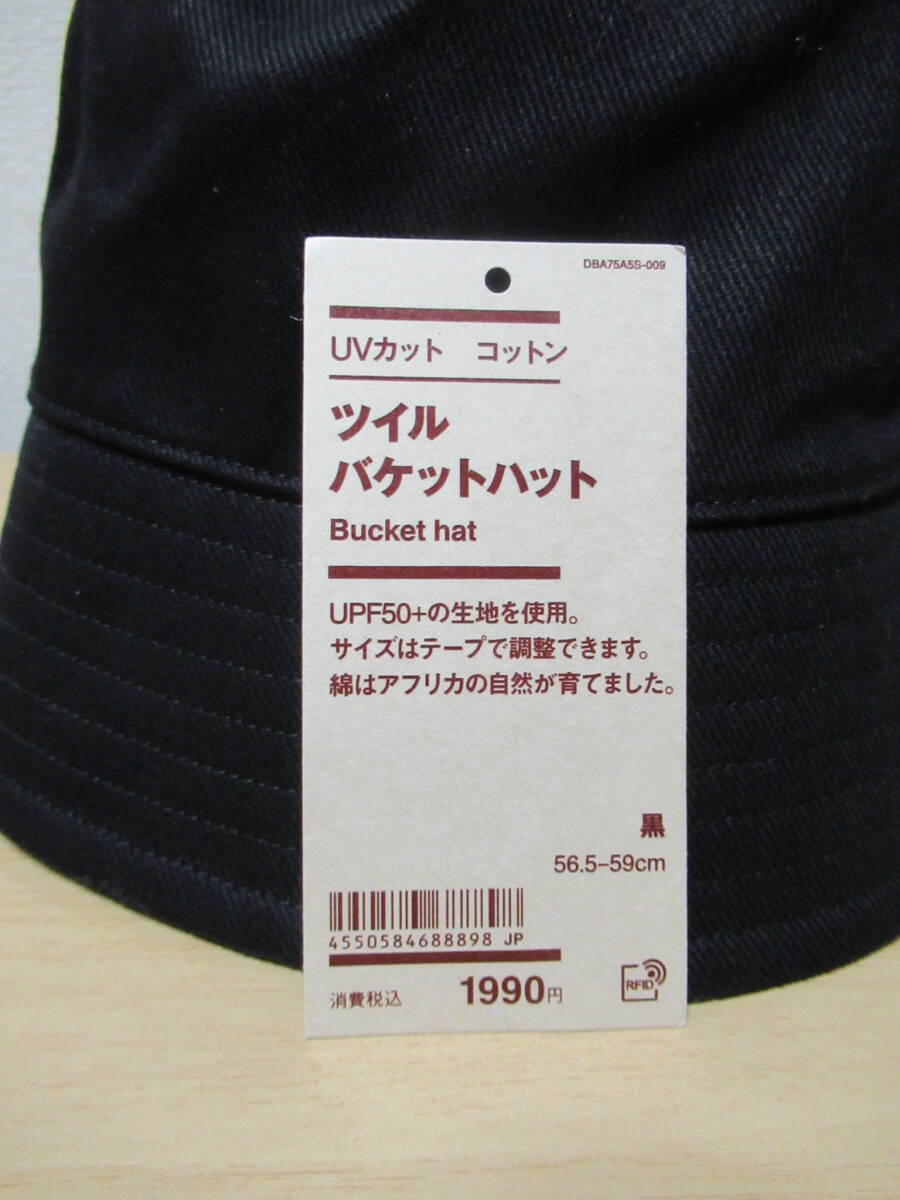 DBA75A5S-009
UVカット コットン
ツイル
バケットハット
Bucket hat
UPF50+の生地を使用。
サイズはテープで調整できます。
綿はアフリカの自然が育てました。
黒
56.5-59cm
4550584688898 JP
消費税込 1990円
RFID